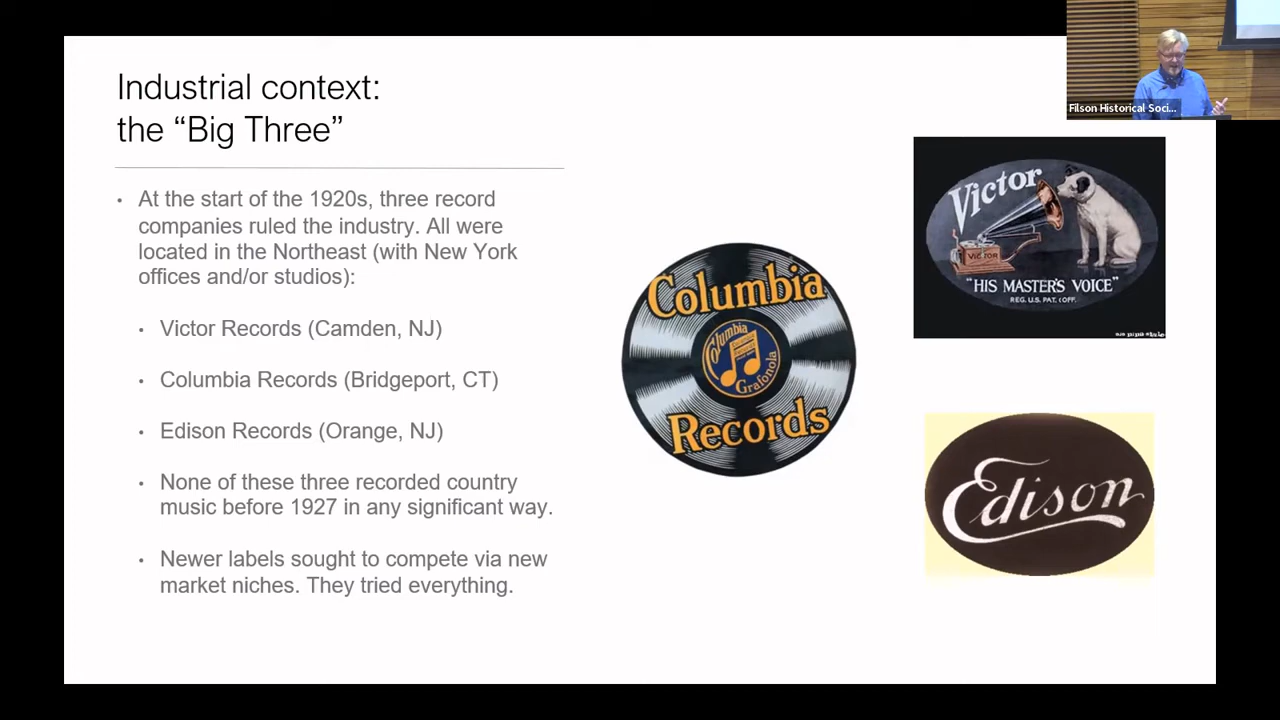 Industrial context:
the “Big Three”
• At the start of the 1920s, three record
companies ruled the industry. All were
located in the Northeast (with New York
offices and/or studios):
• Victor Records (Camden, NJ)
• Columbia Records (Bridgeport, CT)
• Edison Records (Orange, NJ)
• None of these three recorded country
music before 1927 in any significant way.
• Newer labels sought to compete via new
market niches. They tried everything.
Columbia
Columbia
Grafonola
Records
Victor
VICTOR
"HIS MASTER'S VOICE"
REG. U.S. PAT. OFF.
Edison
Filson Historical Soci...